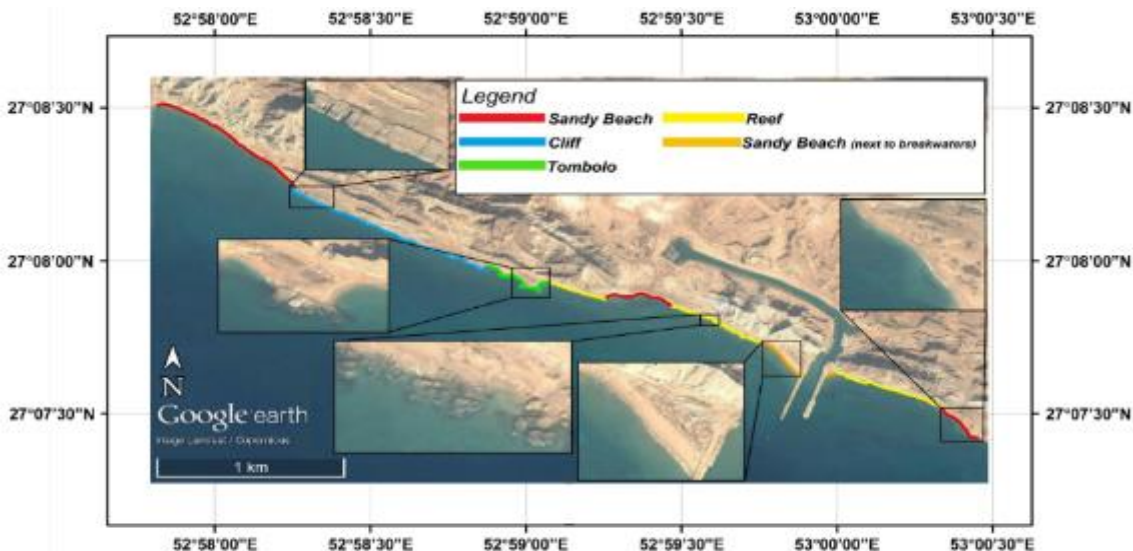 52°58'00"E 52°58'30"E 52°59'00"E 52°59'30"E 53°00'00"E 53°00'30"E
27°08'30"N 27°08'30"N
Legend
Sandy Beach Reef
Cliff Sandy Beach (next to breakwaters)
Tombolo
27°08'00"N 27°08'00"N
N
Google earth
Image Landsat / Copernicus
27°07'30"N 27°07'30"N
1 km
52°58'00"E 52°58'30"E 52°59'00"E 52°59'30"E 53°00'00"E 53°00'30"E